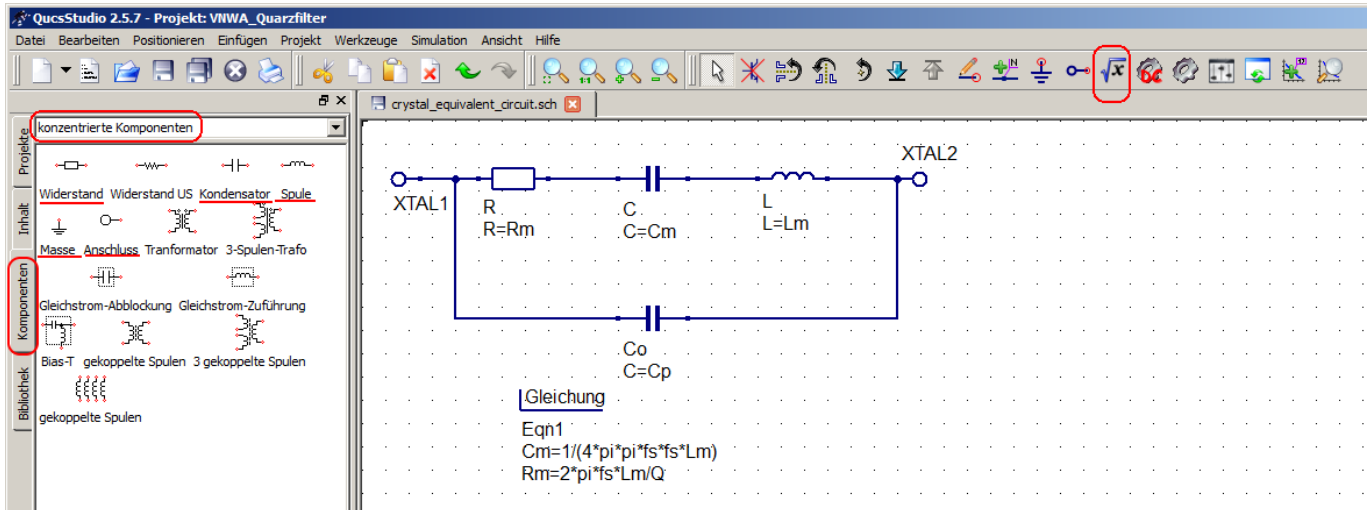 QucsStudio 2.5.7 - Projekt: VNWA_Quarzfilter
Datei Bearbeiten Positionieren Einfügen Projekt Werkzeuge Simulation Ansicht Hilfe
crystal_equivalent_circuit.sch
konzentrierte Komponenten
Projekte
Inhalt
Komponenten
Bibliothek
Widerstand Widerstand US Kondensator Spule
Masse Anschluss Tranformator 3-Spulen-Trafo
Gleichstrom-Abblockung Gleichstrom-Zuführung
Bias-T gekoppelte Spulen 3 gekoppelte Spulen
gekoppelte Spulen
XTAL1
XTAL2
R
R=Rm
C
C=Cm
L
L=Lm
Co
C=Cp
Gleichung
Eqn1
Cm=1/(4*pi*pi*fs*fs*Lm)
Rm=2*pi*fs*Lm/Q